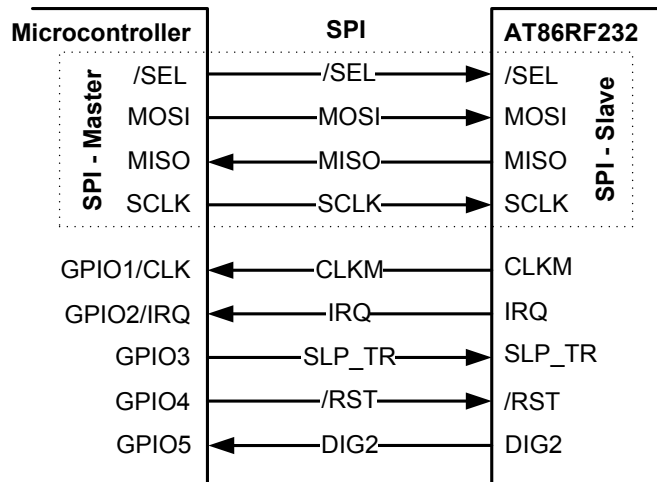 Microcontroller SPI AT86RF232
/SEL /SEL /SEL
MOSI MOSI MOSI
MISO MISO MISO
SCLK SCLK SCLK
SPI - Master
SPI - Slave
GPIO1/CLK CLKM CLKM
GPIO2/IRQ IRQ IRQ
GPIO3 SLP_TR SLP_TR
GPIO4 /RST /RST
GPIO5 DIG2 DIG2